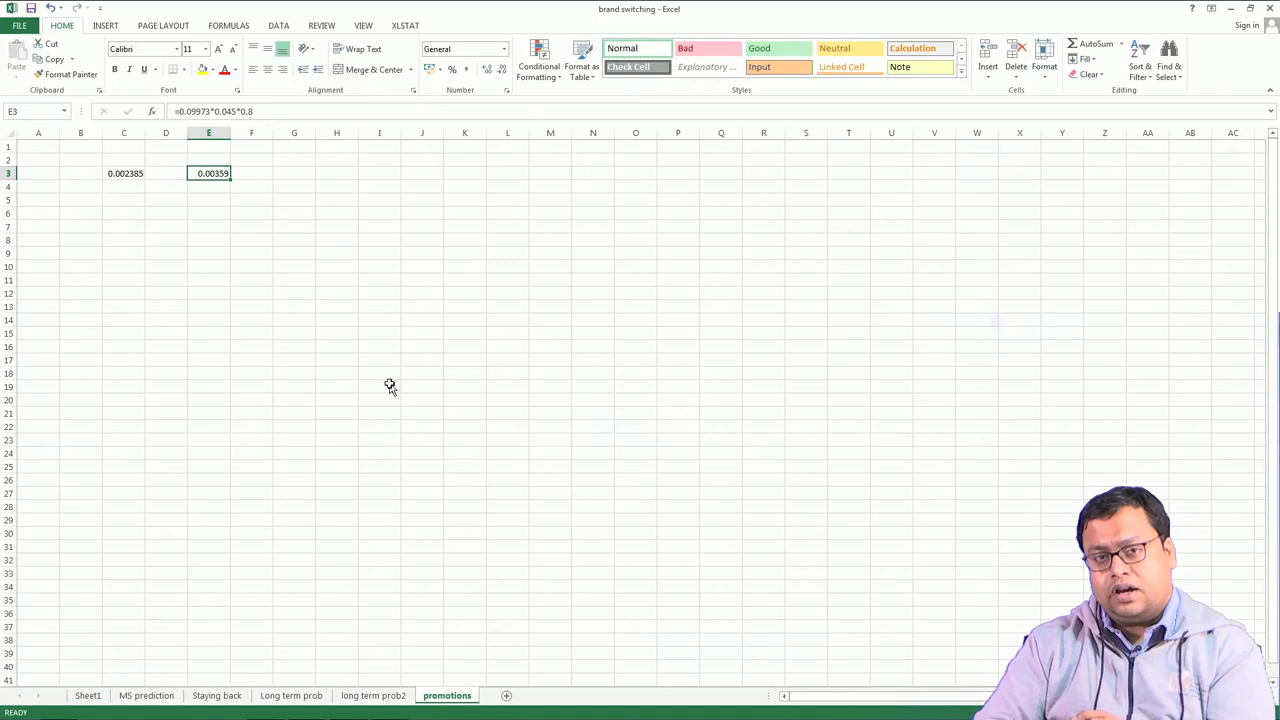 brand switching - Excel
Sign in
FILE HOME INSERT PAGE LAYOUT FORMULAS DATA REVIEW VIEW XLSTAT
Paste
Cut
Copy
Format Painter
Clipboard
Calibri 11
B I U
Font
Wrap Text
Merge & Center
Alignment
General
Number
Conditional Formatting
Format as Table
Normal Bad Good Neutral Calculation
Check Cell Explanatory ... Input Linked Cell Note
Styles
Insert Delete Format
Cells
AutoSum
Fill
Clear
Sort & Filter
Find & Select
Editing
E3 fx =0.09973*0.045*0.8
A B C D E F G H I J K L M N O P Q R S T U V W X Y Z AA AB AC
1
2
3 0.002385 0.00359
4
5
6
7
8
9
10
11
12
13
14
15
16
17
18
19
20
21
22
23
24
25
26
27
28
29
30
31
32
33
34
35
36
37
38
39
40
41
Sheet1 MS prediction Staying back Long term prob long term prob2 promotions
READY